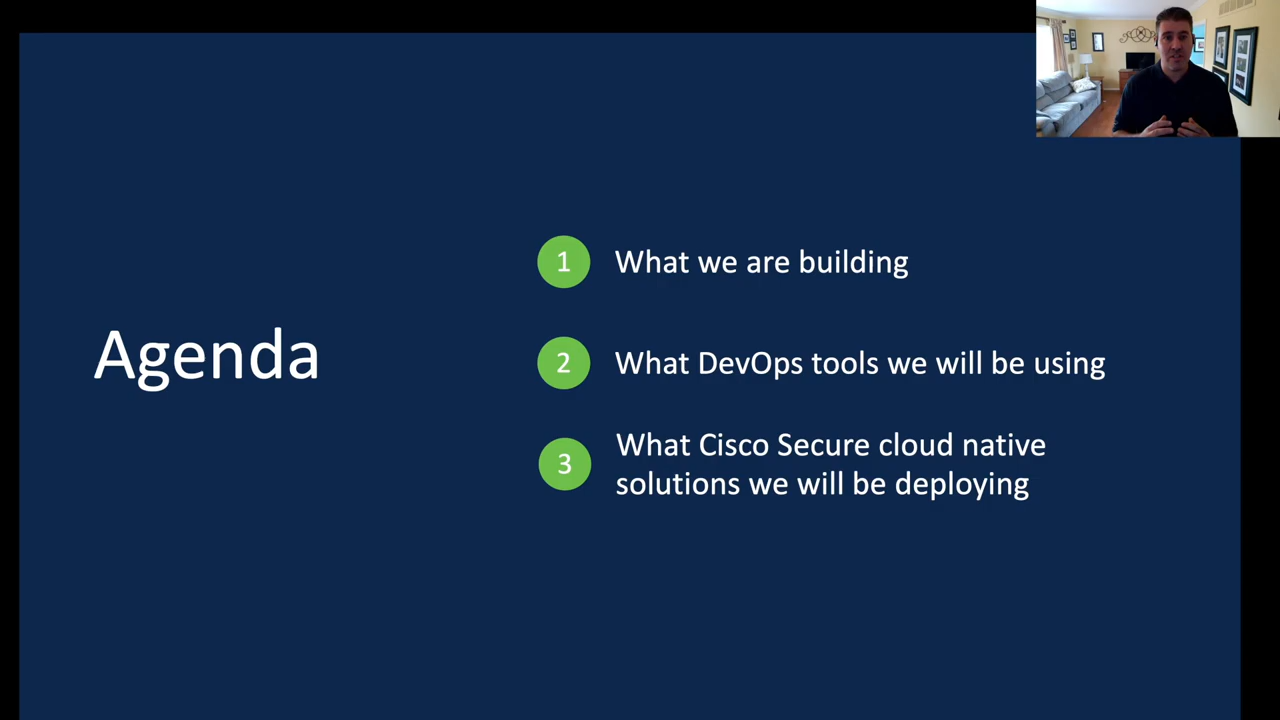 Agenda
1 What we are building
2 What DevOps tools we will be using
3 What Cisco Secure cloud native
solutions we will be deploying